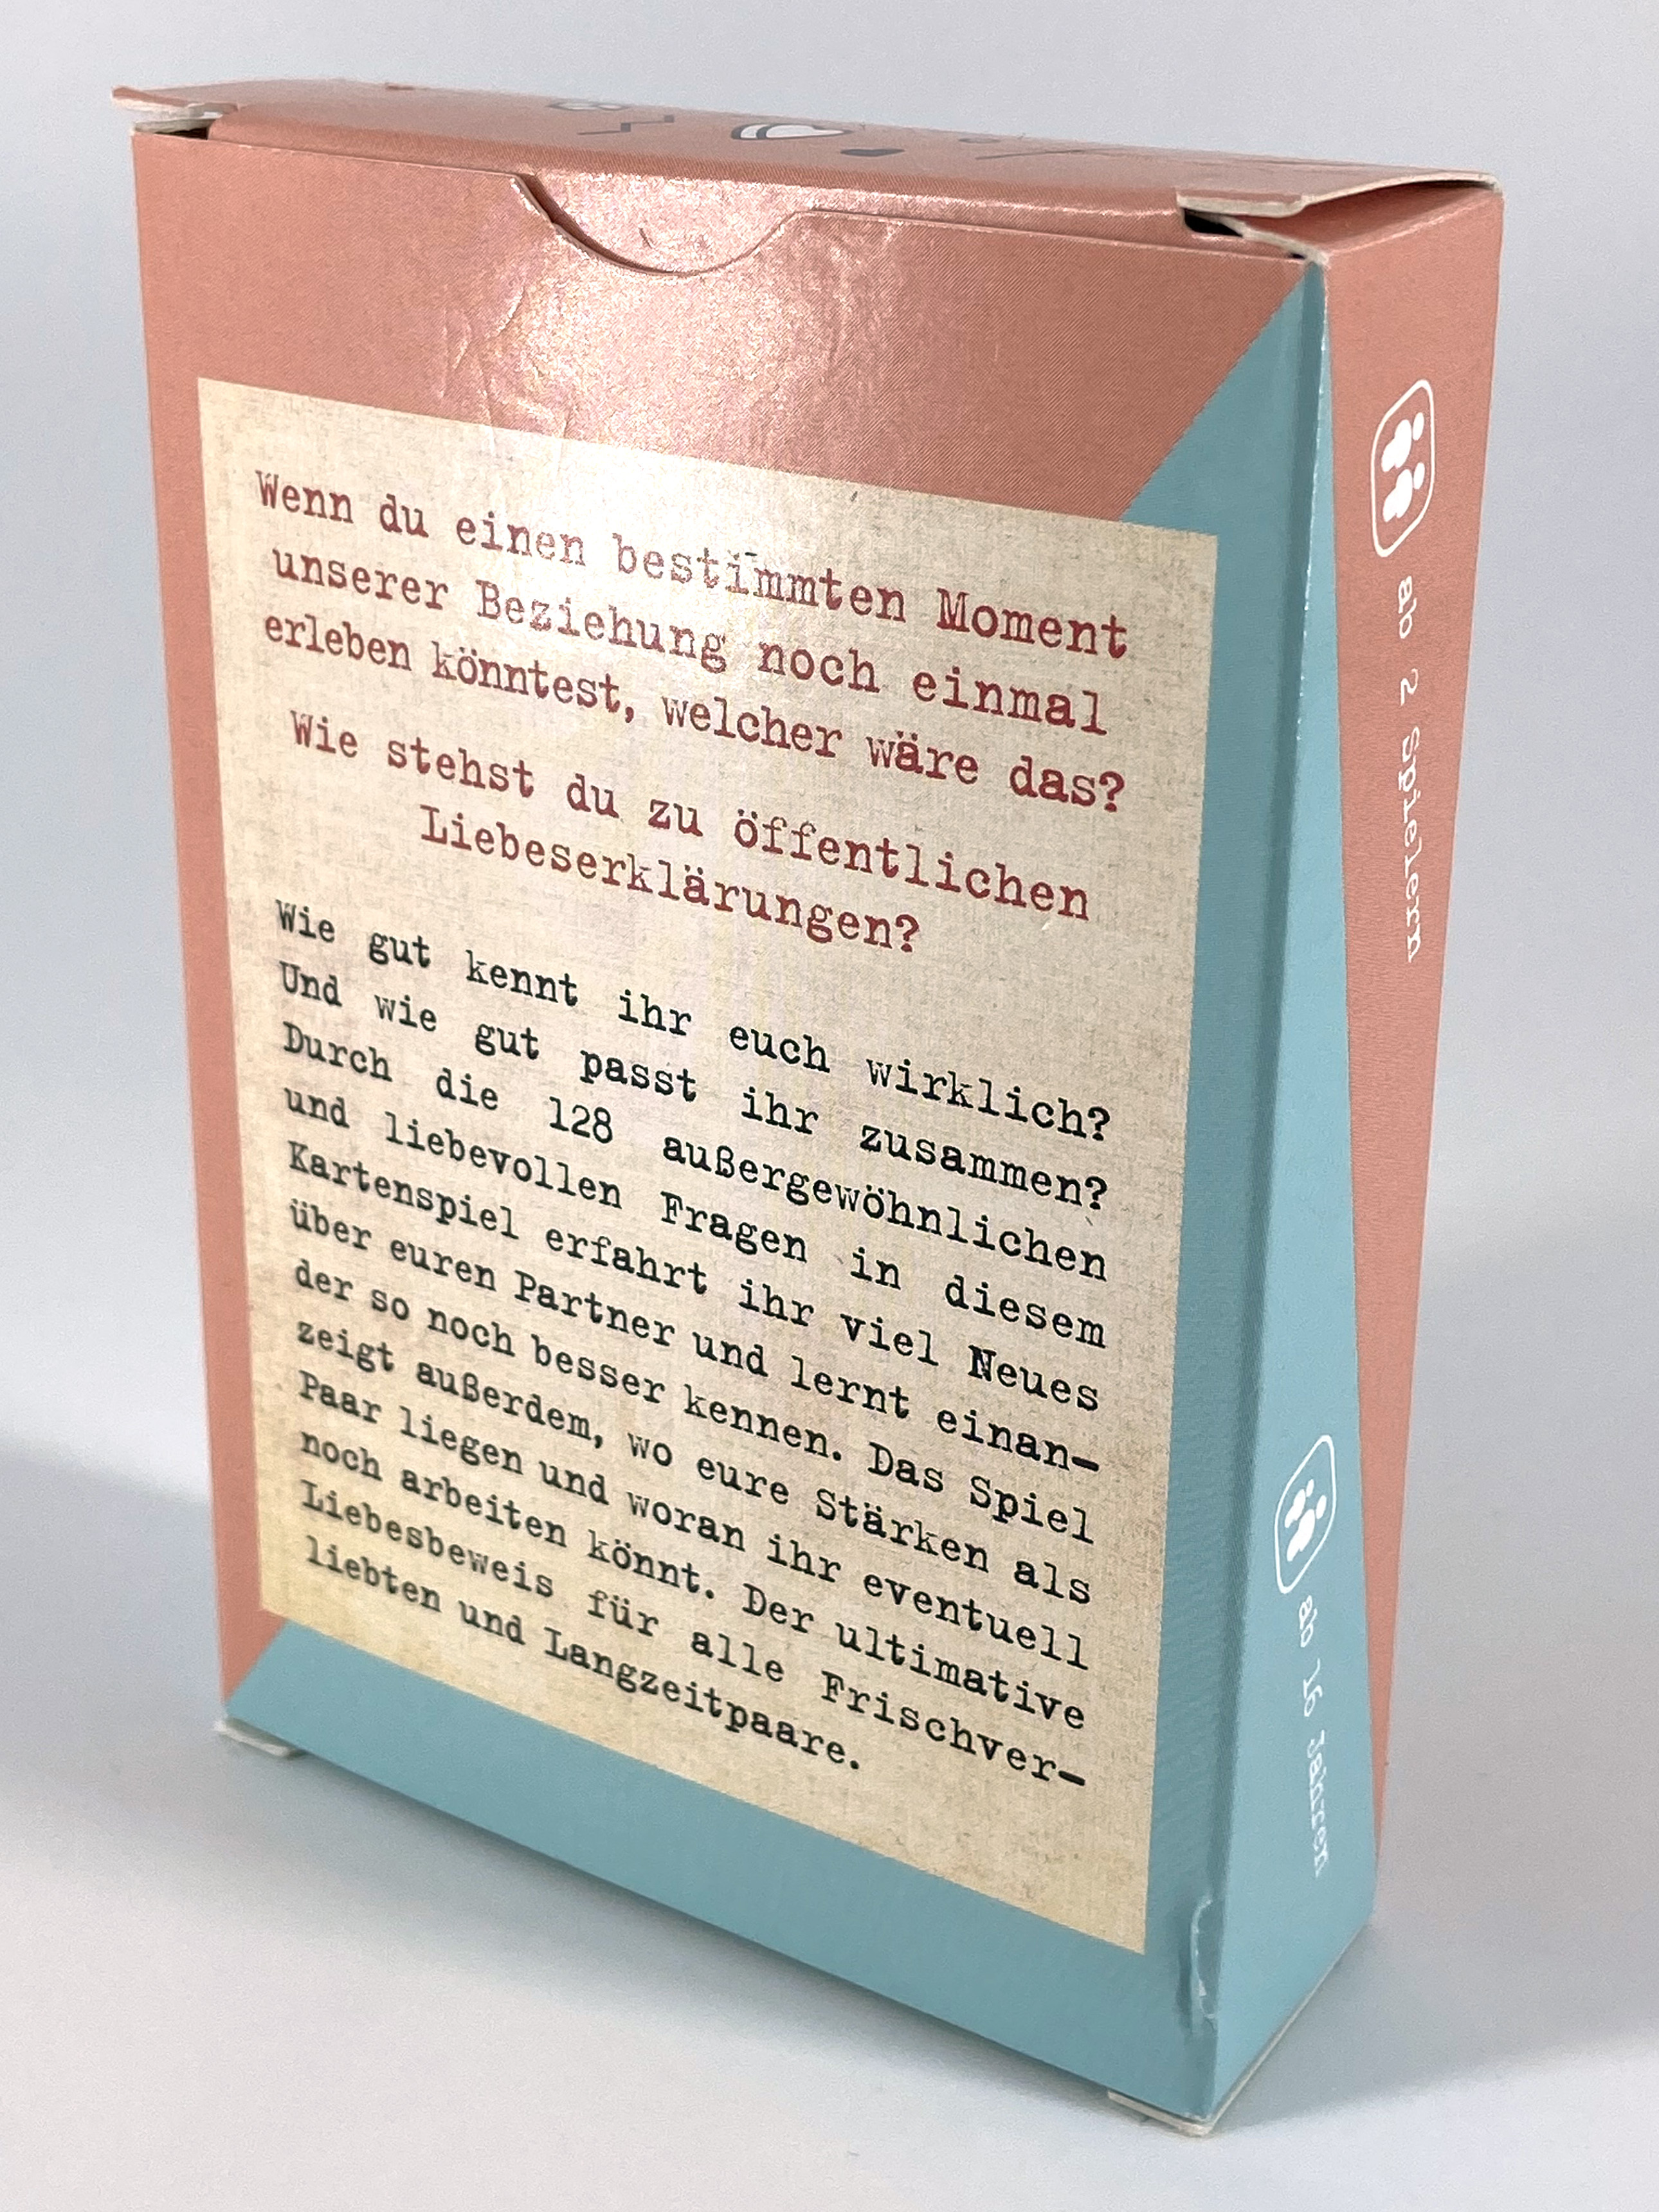 Wenn du einen bestimmten Moment
unserer Beziehung noch einmal
erleben könntest, welcher wäre das?
Wie stehst du zu öffentlichen
Liebeserklärungen?
Wie gut kennt ihr euch wirklich?
Und wie gut passt ihr zusammen?
Durch die 128 außergewöhnlichen
und liebevollen Fragen in diesem
Kartenspiel erfahrt ihr viel Neues
über euren Partner und lernt einan-
der so noch besser kennen. Das Spiel
zeigt außerdem, wo eure Stärken als
Paar liegen und woran ihr eventuell
noch arbeiten könnt. Der ultimative
Liebesbeweis für alle Frischver-
liebten und Langzeitpaare.
ab 2 Spielern
ab 16 Jahren